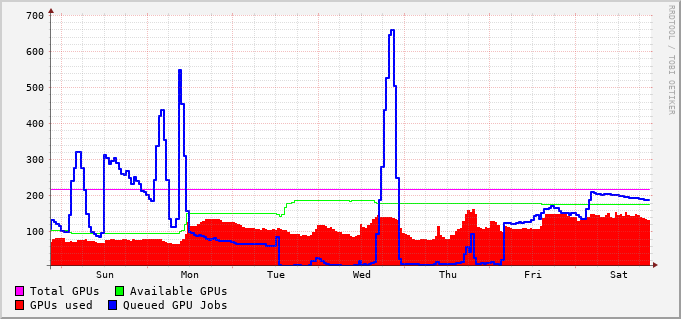 700
600
500
400
300
200
100
Sun Mon Tue Wed Thu Fri Sat
Total GPUs Available GPUs
GPUs used Queued GPU Jobs
RRDTOOL / TOBI OETIKER